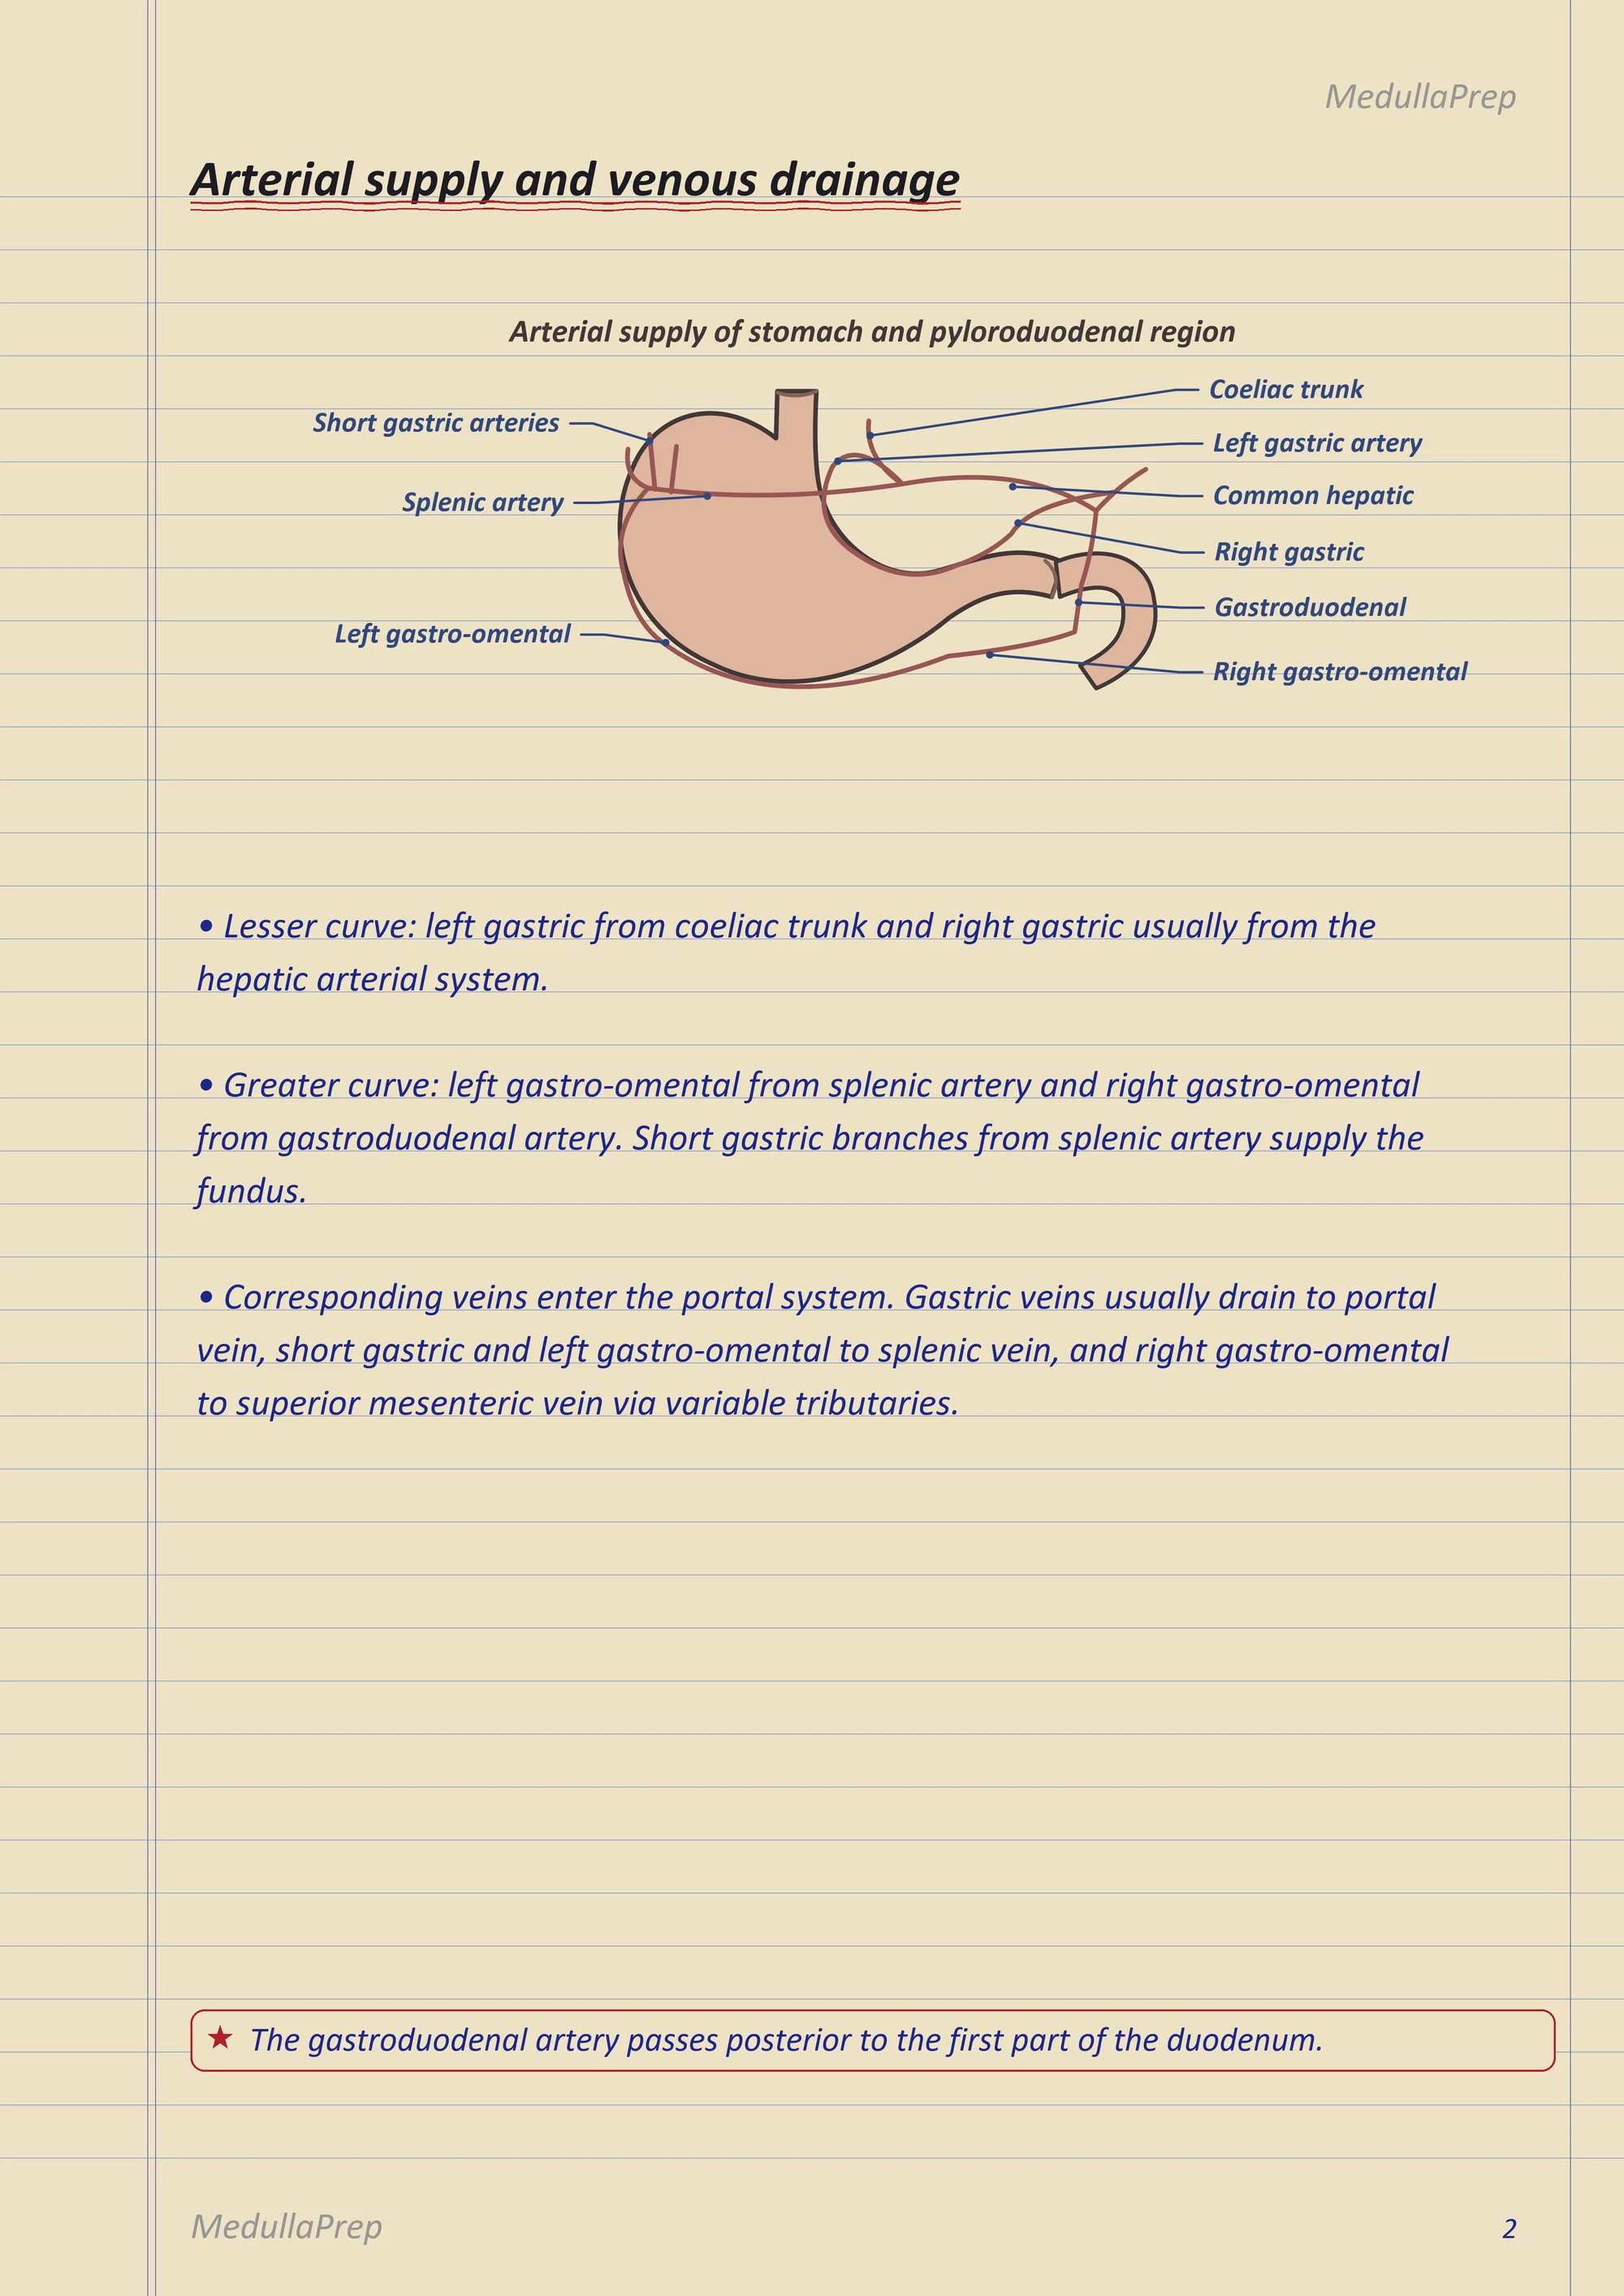 MedullaPrep
Arterial supply and venous drainage
Arterial supply of stomach and pyloroduodenal region
Coeliac trunk
Short gastric arteries
Left gastric artery
Splenic artery
Common hepatic
Right gastric
Gastroduodenal
Left gastro-omental
Right gastro-omental
• Lesser curve: left gastric from coeliac trunk and right gastric usually from the
hepatic arterial system.
• Greater curve: left gastro-omental from splenic artery and right gastro-omental
from gastroduodenal artery. Short gastric branches from splenic artery supply the
fundus.
• Corresponding veins enter the portal system. Gastric veins usually drain to portal
vein, short gastric and left gastro-omental to splenic vein, and right gastro-omental
to superior mesenteric vein via variable tributaries.
★ The gastroduodenal artery passes posterior to the first part of the duodenum.
MedullaPrep
2